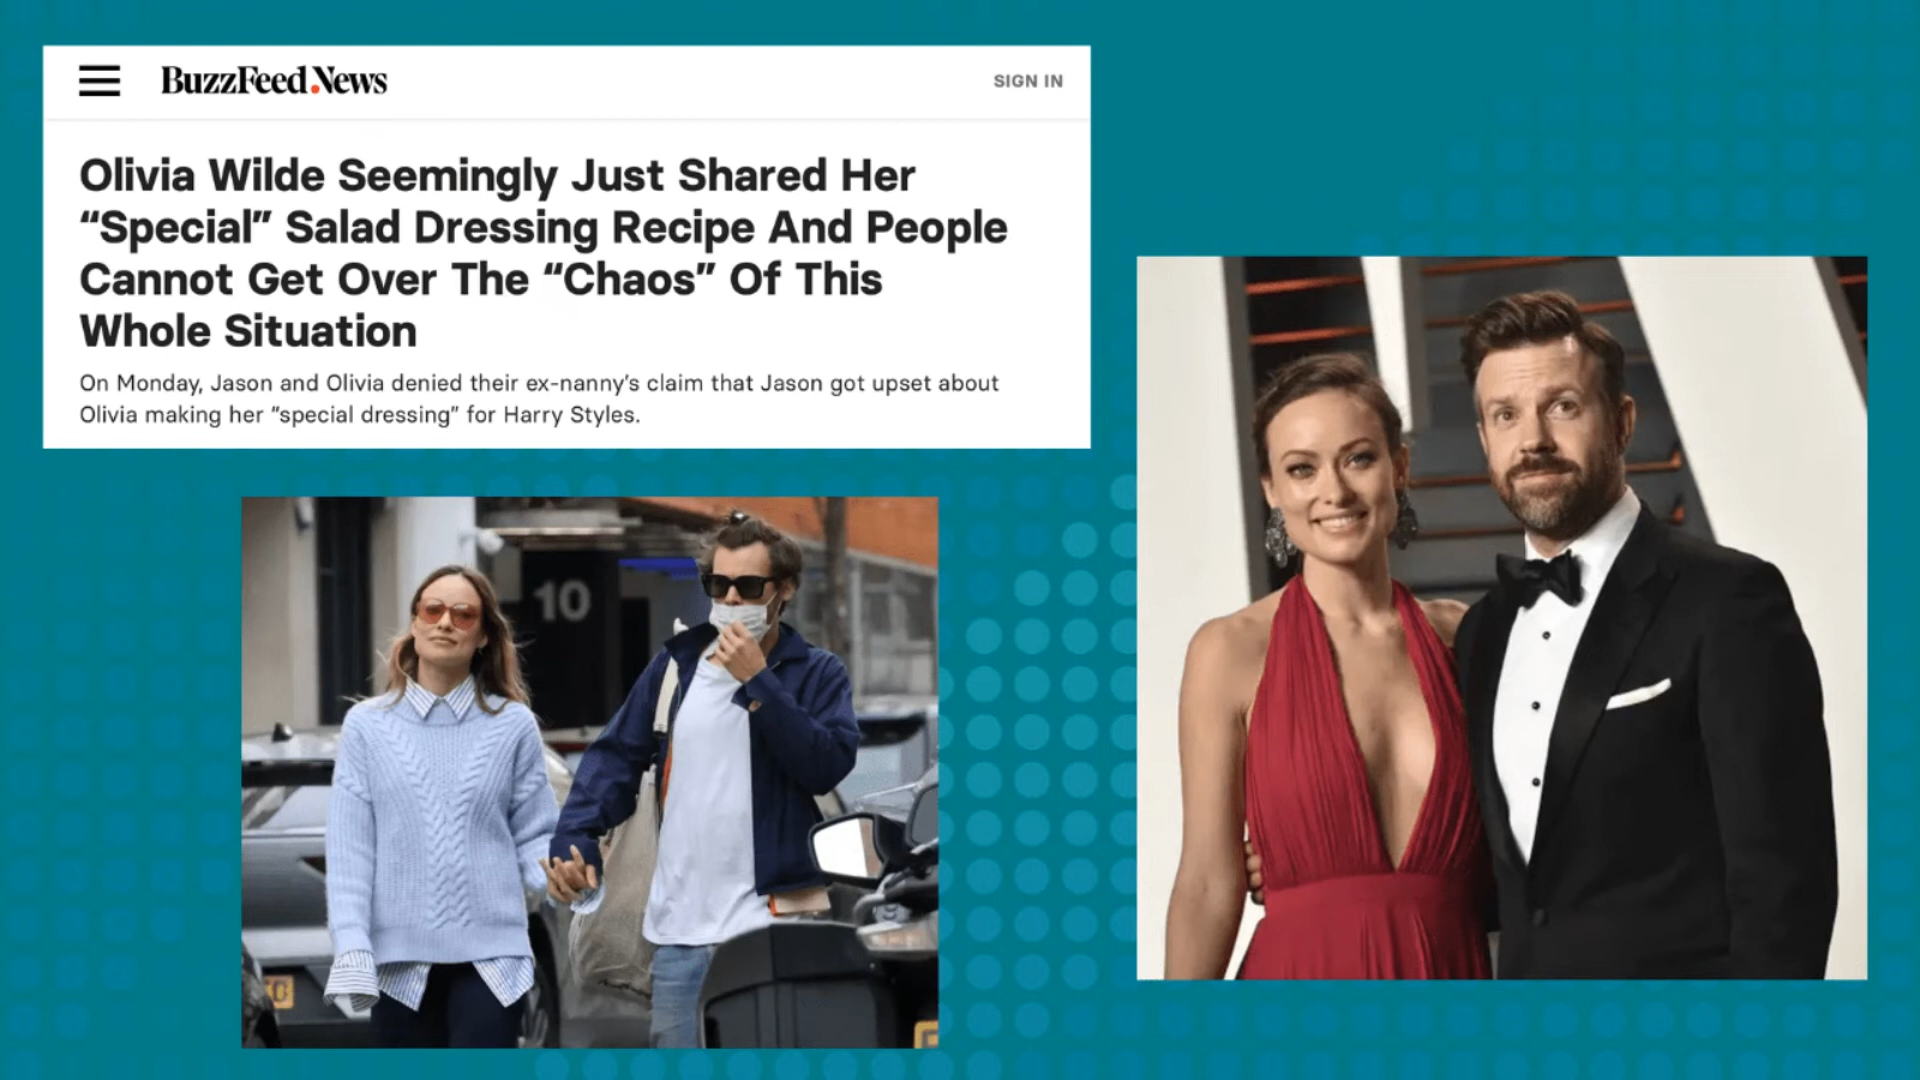 BuzzFeed.News
SIGN IN
Olivia Wilde Seemingly Just Shared Her
“Special” Salad Dressing Recipe And People
Cannot Get Over The “Chaos” Of This
Whole Situation
On Monday, Jason and Olivia denied their ex-nanny’s claim that Jason got upset about
Olivia making her “special dressing” for Harry Styles.
10